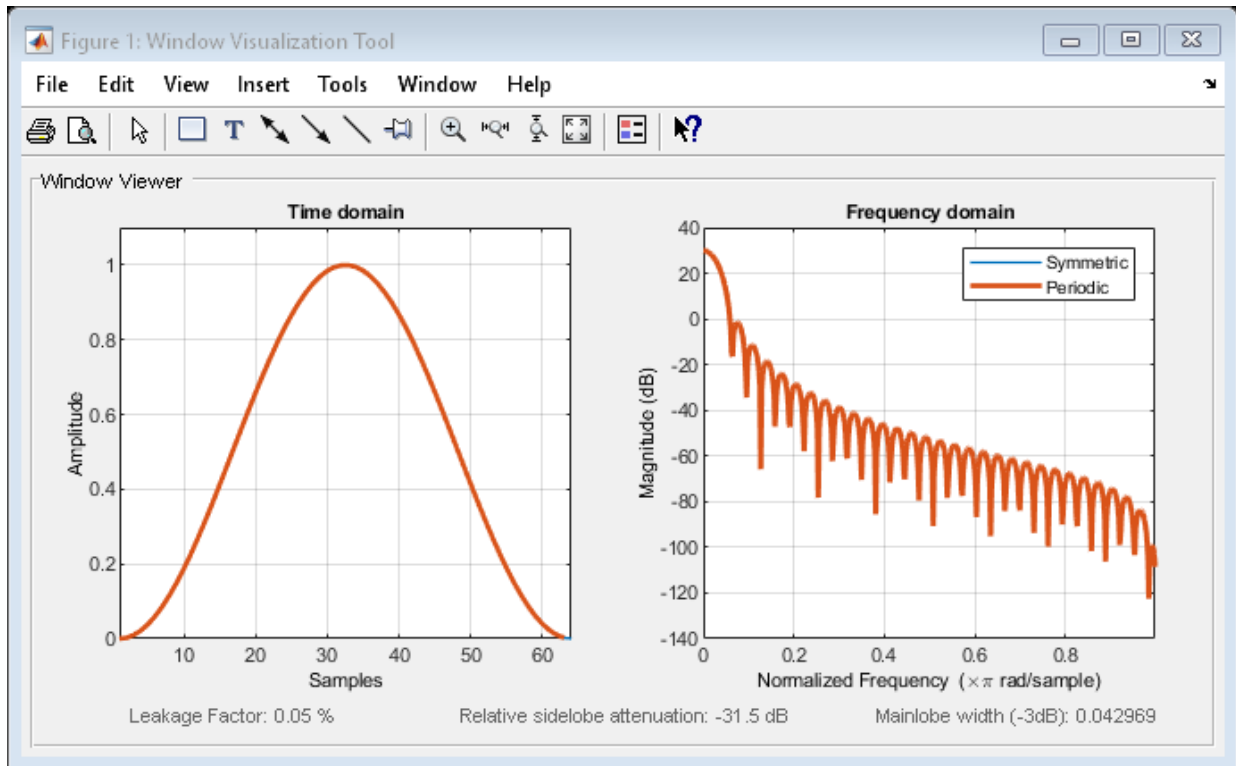 Figure 1: Window Visualization Tool
File Edit View Insert Tools Window Help
T
?
Window Viewer
Time domain
1
0.8
0.6
0.4
0.2
0
Amplitude
10 20 30 40 50 60
Samples
Frequency domain
40
20
0
-20
-40
-60
-80
-100
-120
-140
Magnitude (dB)
Symmetric
Periodic
0 0.2 0.4 0.6 0.8
Normalized Frequency (×π rad/sample)
Leakage Factor: 0.05 % Relative sidelobe attenuation: -31.5 dB Mainlobe width (-3dB): 0.042969